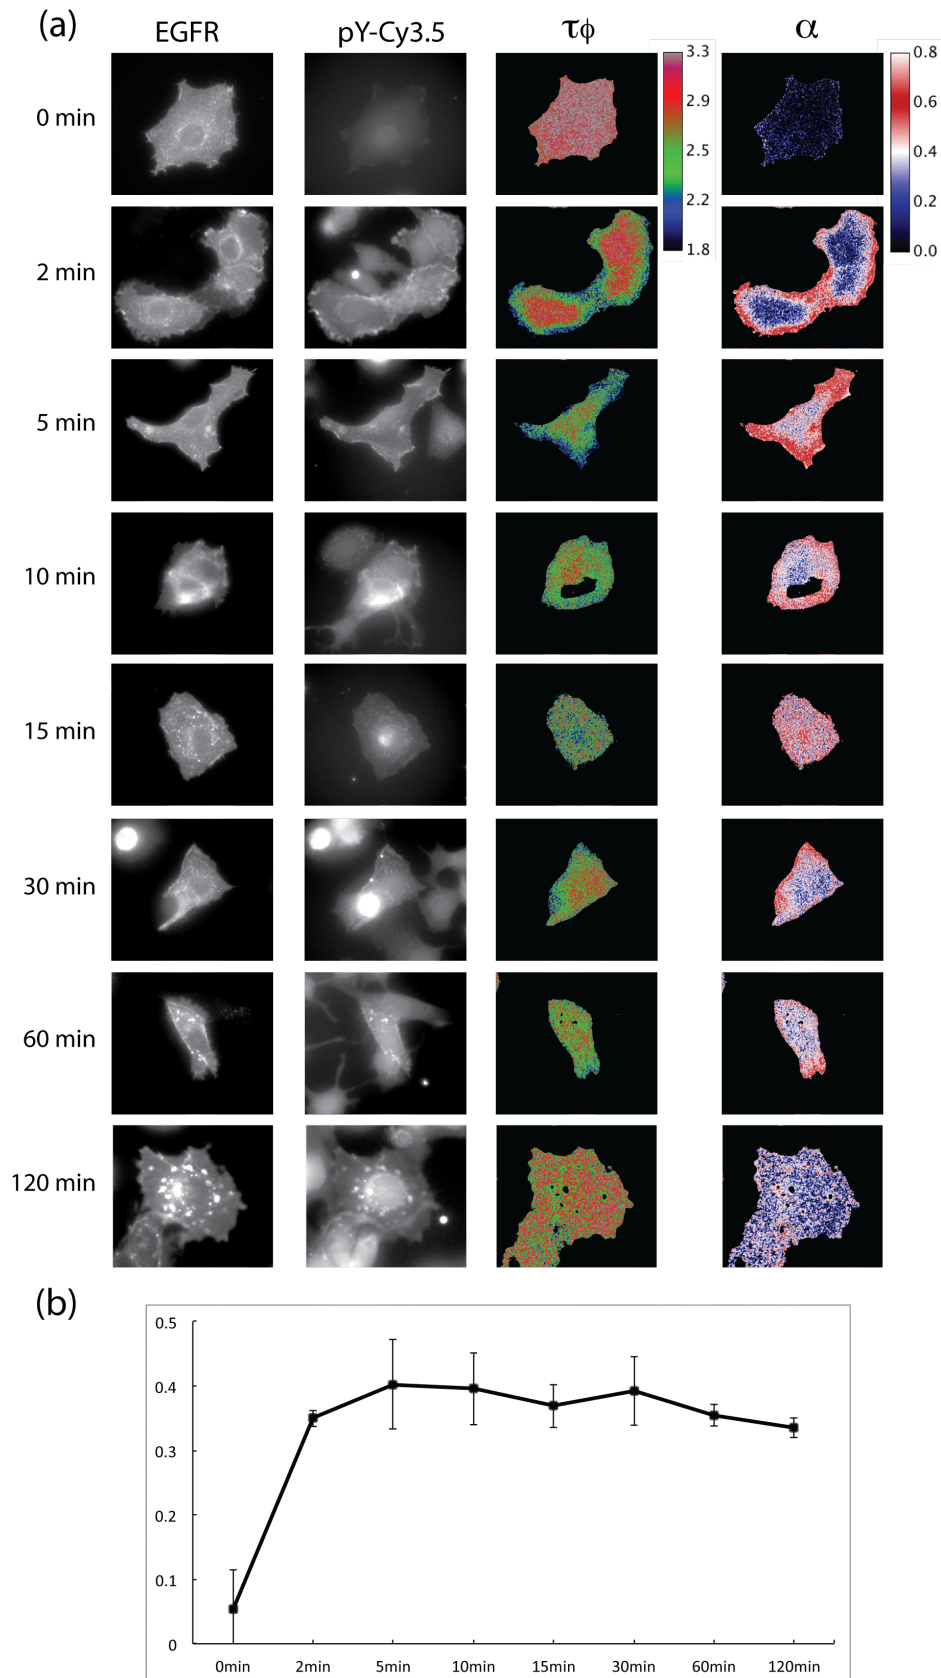 (a)
EGFR pY-Cy3.5 τϕ α
0 min
3.3
2.9
2.5
2.2
1.8
0.8
0.6
0.4
0.2
0.0
2 min
5 min
10 min
15 min
30 min
60 min
120 min
(b)
0.5
0.4
0.3
0.2
0.1
0
0min 2min 5min 10min 15min 30min 60min 120min